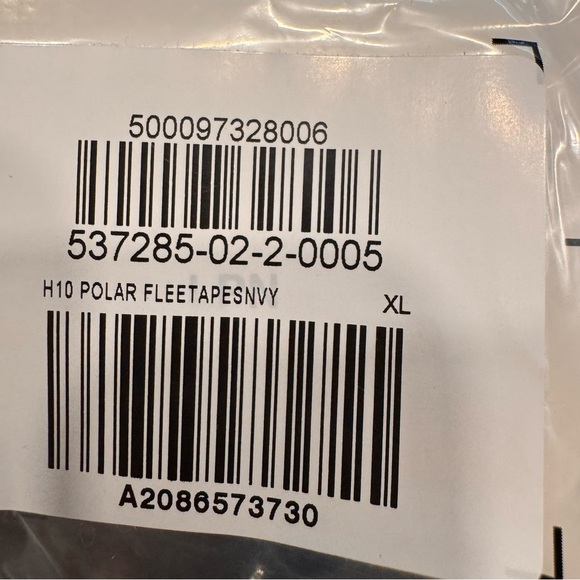 500097328006
537285-02-2-0005
H10 POLAR FLEETAPESNVY XL
A2086573730